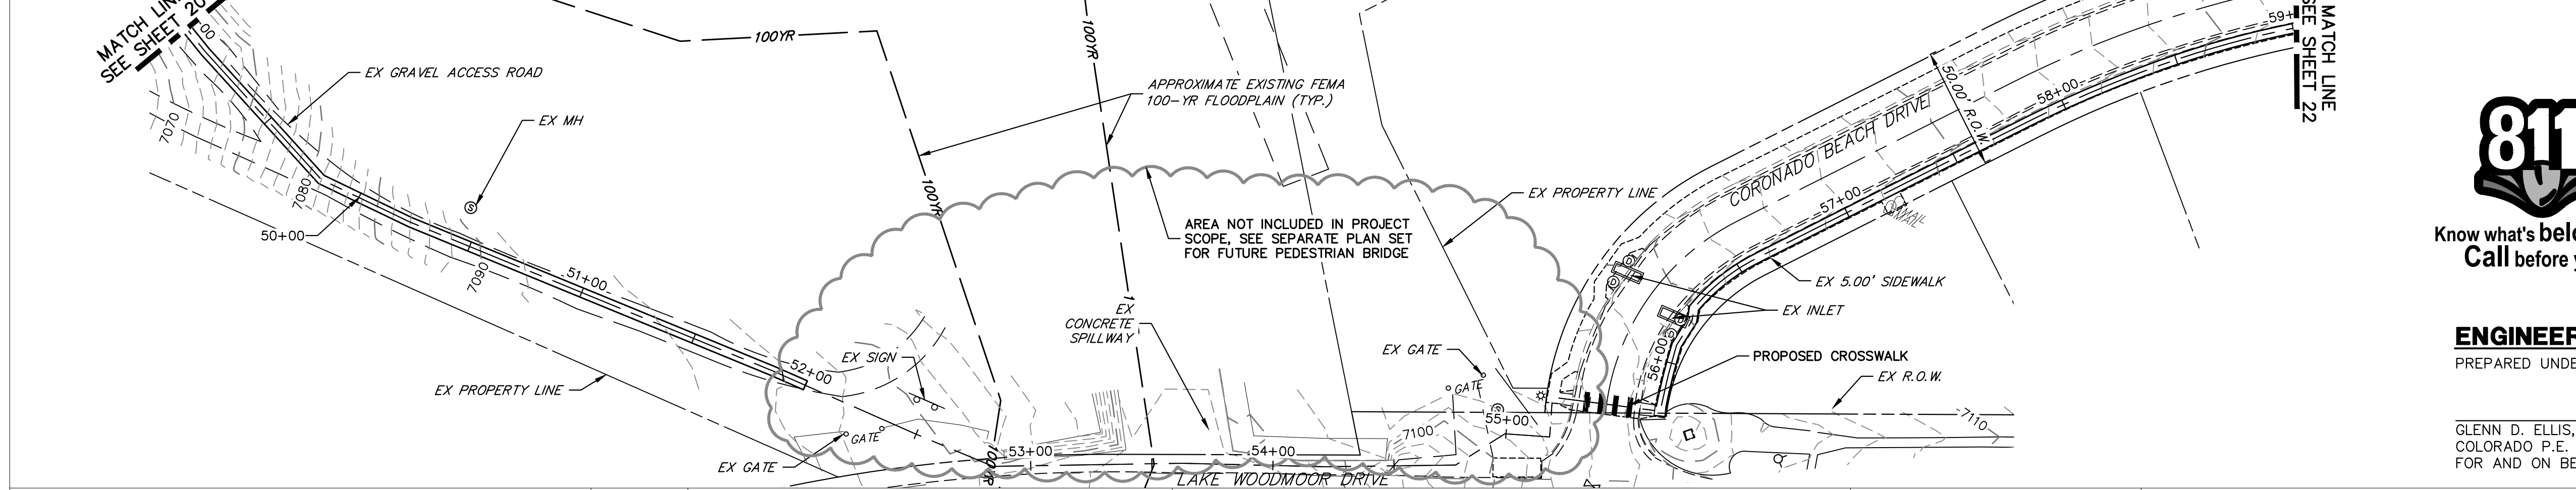 MATCH LINE
SEE SHEET 20
EX GRAVEL ACCESS ROAD
EX MH
7070
7080
50+00
7090
51+00
52+00
EX PROPERTY LINE
100YR
100YR
100YR
100YR
APPROXIMATE EXISTING FEMA
100-YR FLOODPLAIN (TYP.)
AREA NOT INCLUDED IN PROJECT
SCOPE, SEE SEPARATE PLAN SET
FOR FUTURE PEDESTRIAN BRIDGE
EX
CONCRETE
SPILLWAY
EX SIGN
GATE
EX GATE
53+00
54+00
LAKE WOODMOOR DRIVE
EX GATE
GATE
7100
55+00
EX PROPERTY LINE
CORONADO BEACH DRIVE
50.00' R.O.W.
56+00
57+00
58+00
59+
MAIL
MAIL
EX 5.00' SIDEWALK
EX INLET
PROPOSED CROSSWALK
EX R.O.W.
7110
MATCH LINE
SEE SHEET 22
811
Know what's
Call before
ENGINEER
PREPARED UNDE
GLENN D. ELLIS,
COLORADO P.E.
FOR AND ON BE